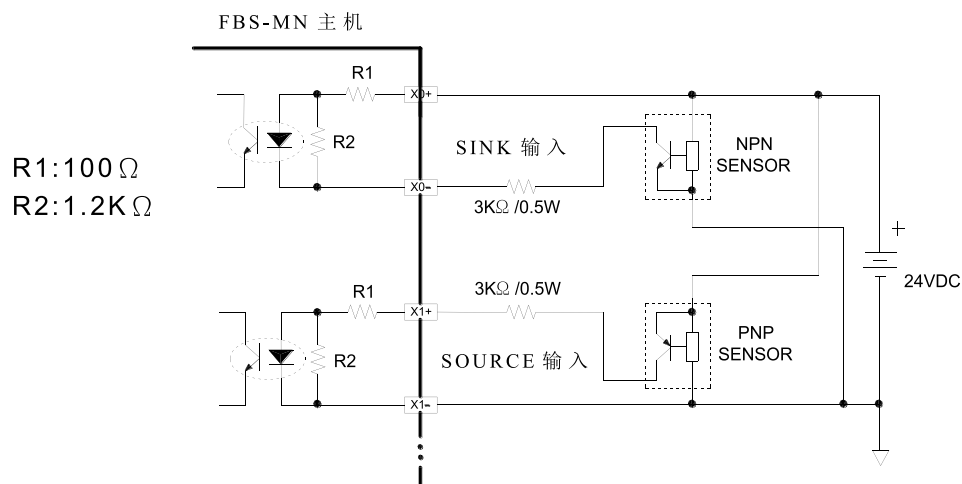 FBS-MN 主机
R1
X0+
R2
SINK 输入
NPN
SENSOR
R1:100Ω
R2:1.2KΩ
X0-
3KΩ /0.5W
+
24VDC
R1
X1+
3KΩ /0.5W
R2
SOURCE 输入
PNP
SENSOR
X1-